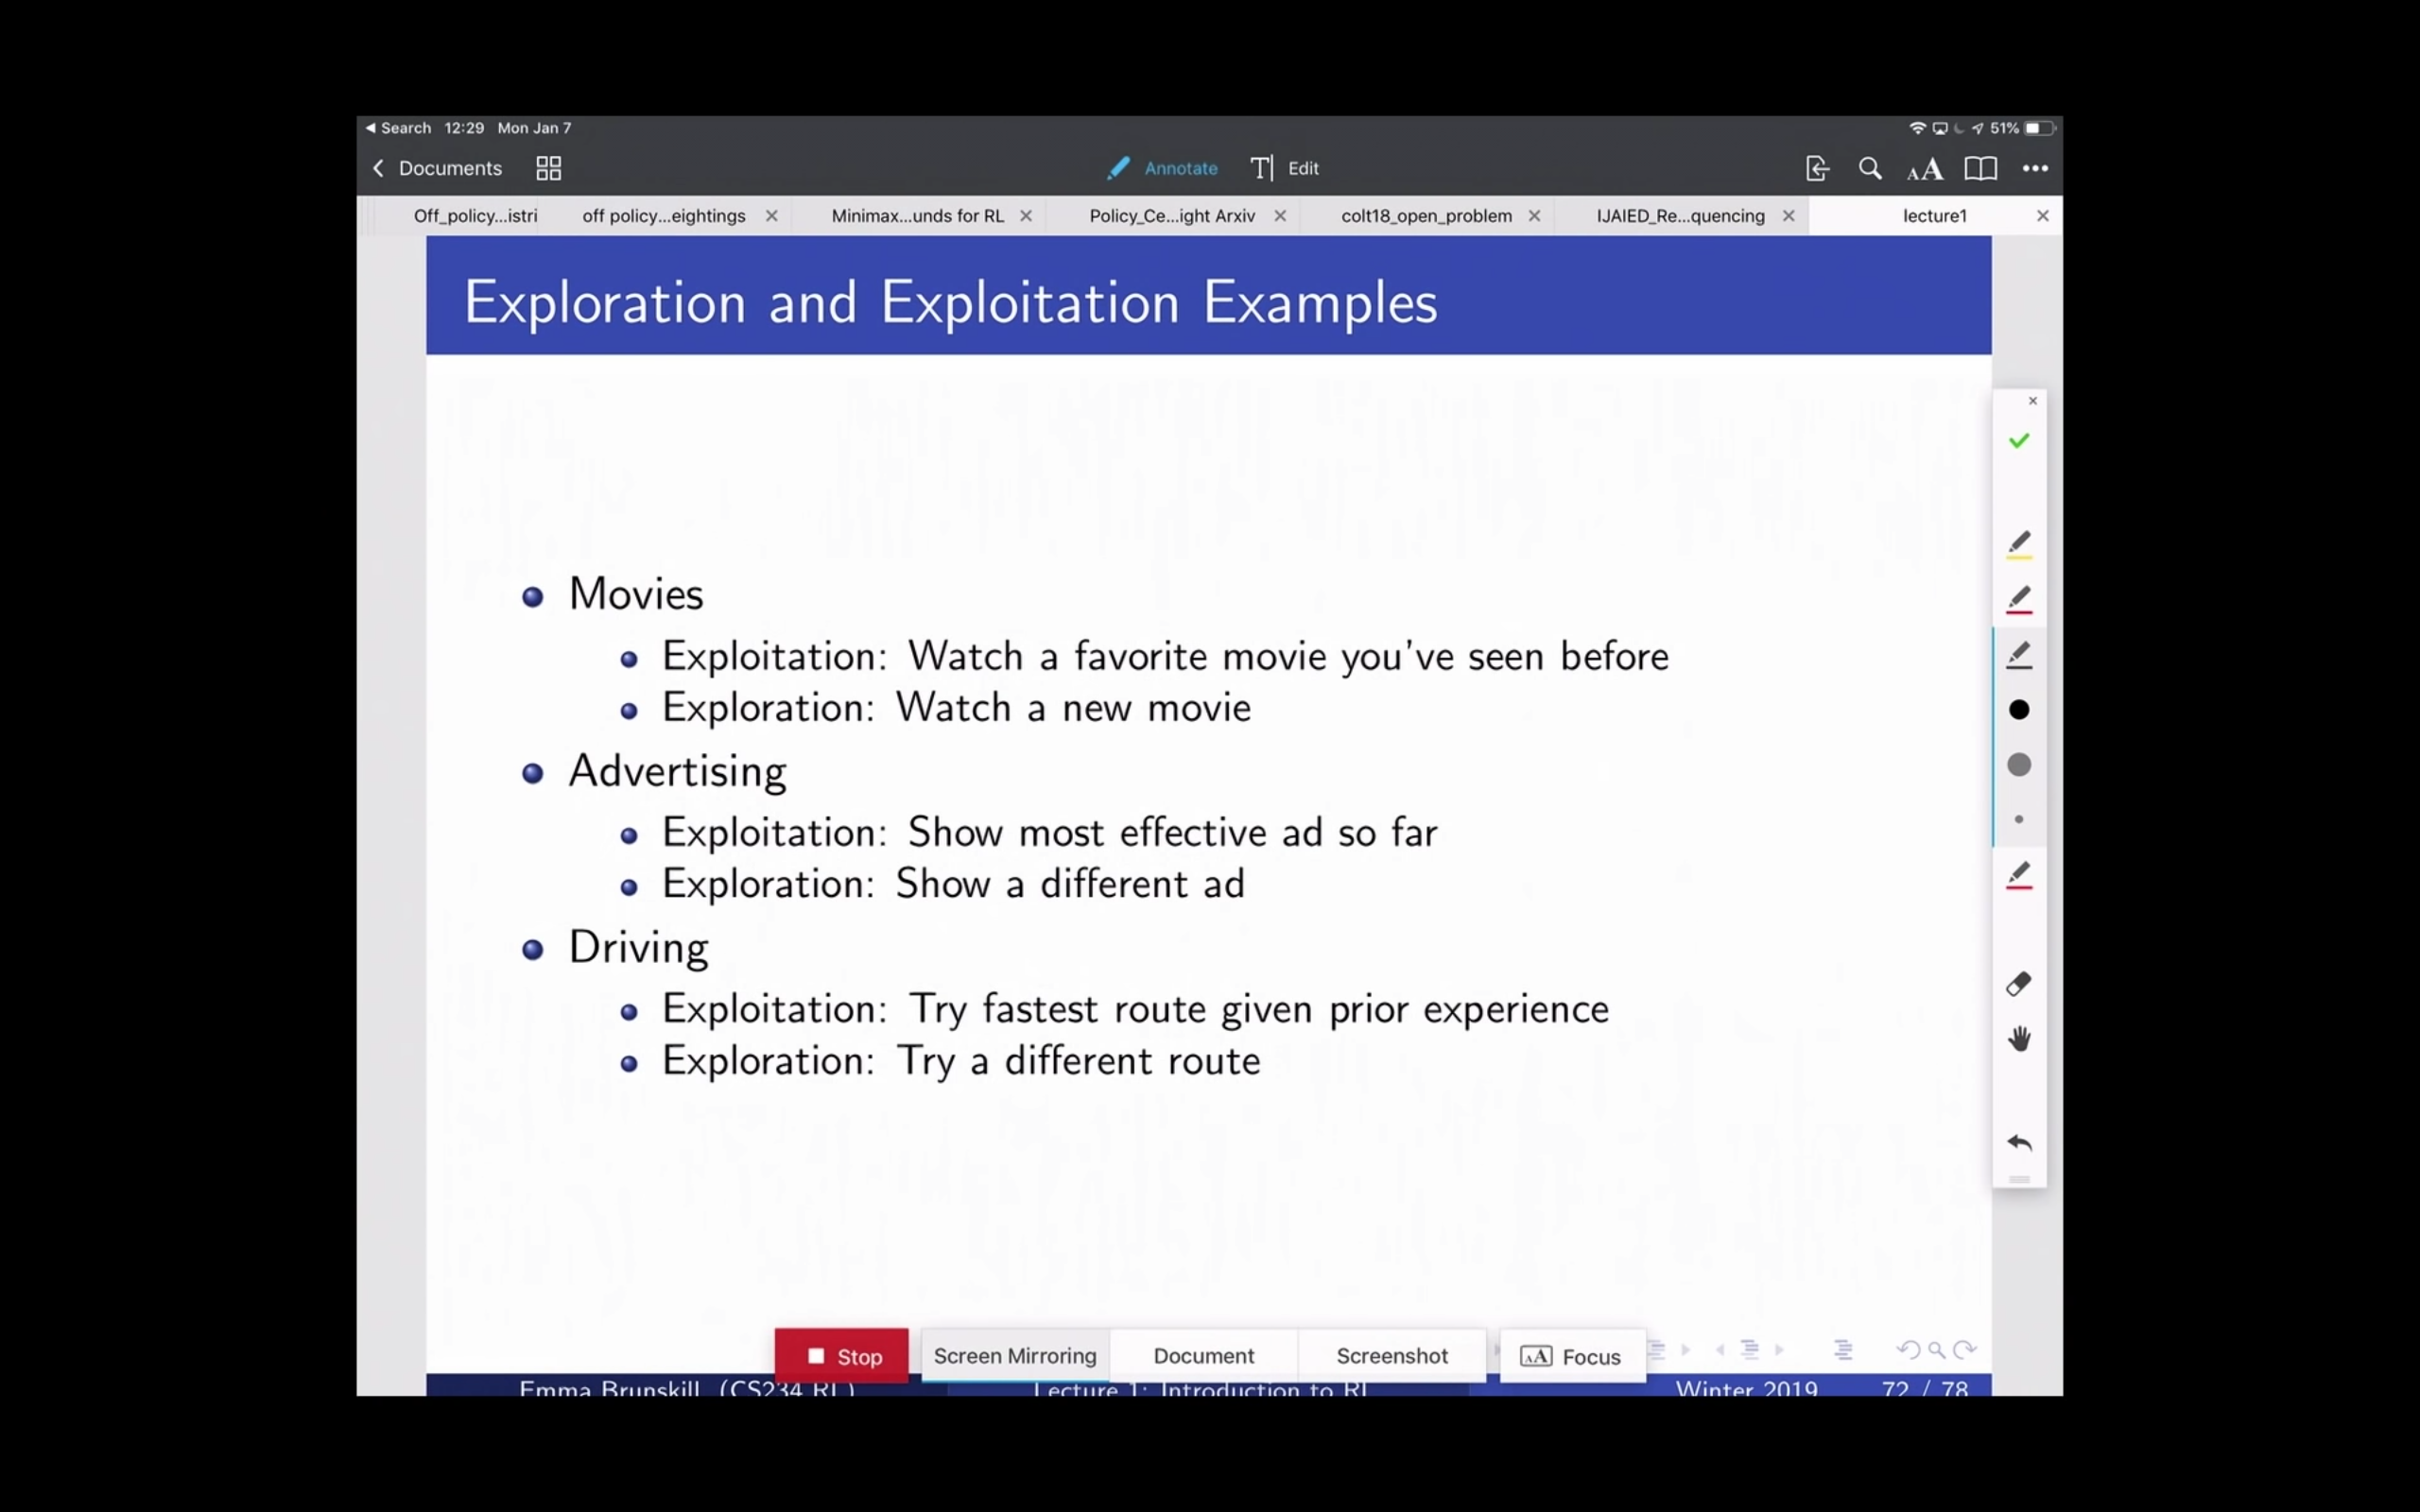 Search 12:29 Mon Jan 7 51%
Documents Annotate Edit AA
Off_policy...istri off policy...eightings Minimax...unds for RL Policy_Ce...ight Arxiv colt18_open_problem IJAIED_Re...quencing lecture1
Exploration and Exploitation Examples
Movies
Exploitation: Watch a favorite movie you've seen before
Exploration: Watch a new movie
Advertising
Exploitation: Show most effective ad so far
Exploration: Show a different ad
Driving
Exploitation: Try fastest route given prior experience
Exploration: Try a different route
Stop Screen Mirroring Document Screenshot AA Focus
Emma Brunskill (CS234 RL) Lecture 1: Introduction to RL Winter 2019 72 / 78